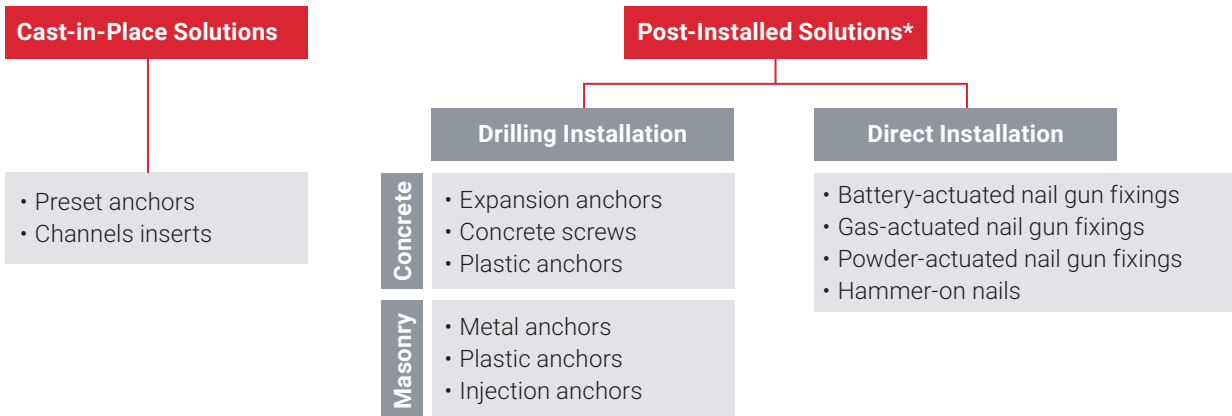 Cast-in-Place Solutions
• Preset anchors
• Channels inserts
Post-Installed Solutions*
Drilling Installation
Concrete
• Expansion anchors
• Concrete screws
• Plastic anchors
Masonry
• Metal anchors
• Plastic anchors
• Injection anchors
Direct Installation
• Battery-actuated nail gun fixings
• Gas-actuated nail gun fixings
• Powder-actuated nail gun fixings
• Hammer-on nails